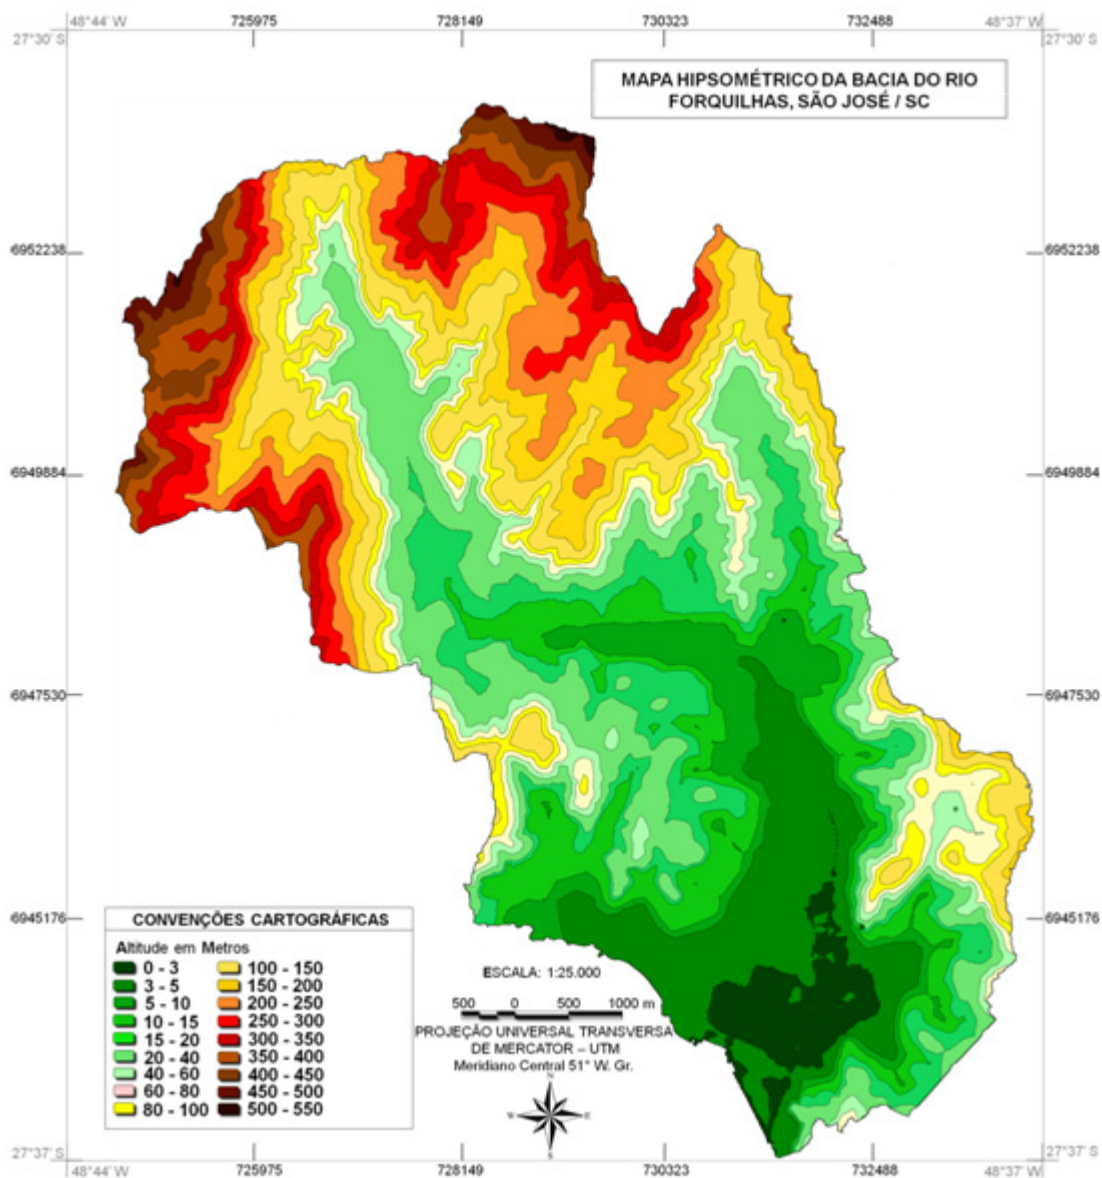 48°44' W 725975 728149 730323 732488 48°37' W
27°30' S 27°30' S
MAPA HIPSOMÉTRICO DA BACIA DO RIO
FORQUILHAS, SÃO JOSÉ / SC
6952238 6952238
6949884 6949884
6947530 6947530
6945176 6945176
CONVENÇÕES CARTOGRÁFICAS
Altitude em Metros
0 - 3 100 - 150
3 - 5 150 - 200
5 - 10 200 - 250
10 - 15 250 - 300
15 - 20 300 - 350
20 - 40 350 - 400
40 - 60 400 - 450
60 - 80 450 - 500
80 - 100 500 - 550
ESCALA: 1:25.000
500 0 500 1000 m
PROJEÇÃO UNIVERSAL TRANSVERSA
DE MERCATOR – UTM
Meridiano Central 51° W. Gr.
N
W E
S
27°37' S 27°37' S
48°44' W 725975 728149 730323 732488 48°37' W